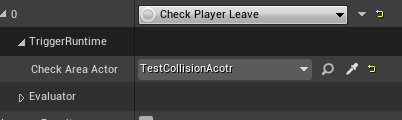 0 Check Player Leave
TriggerRuntime
Check Area Actor TestCollisionAcotr
Evaluator